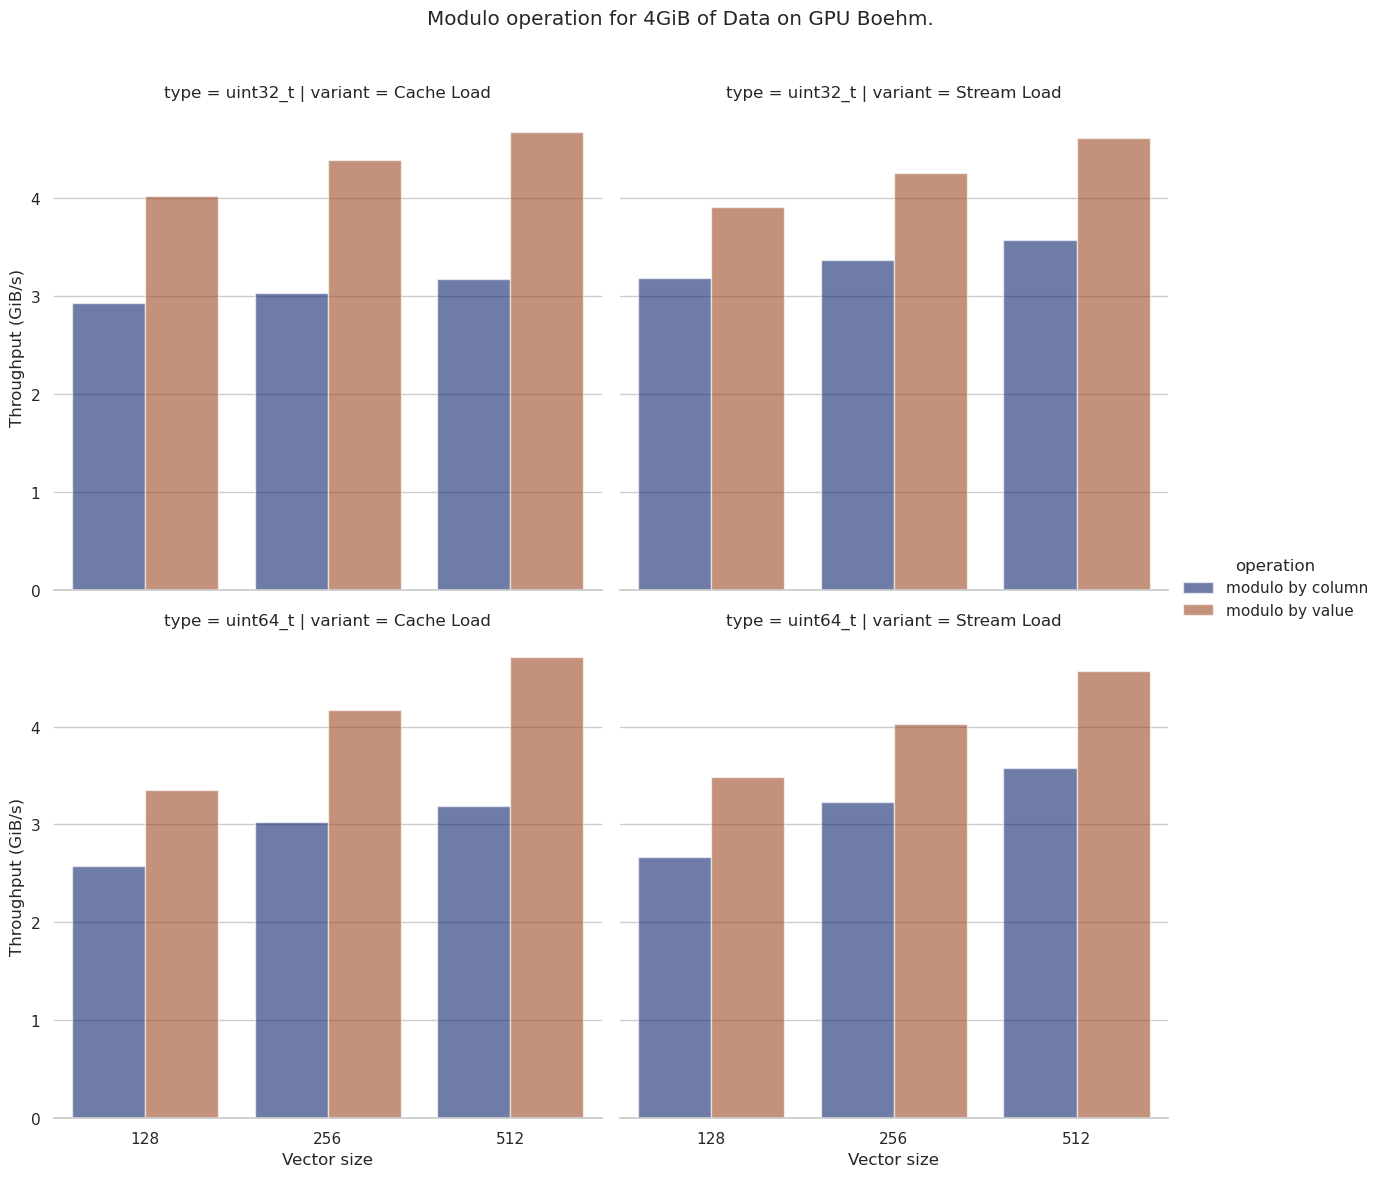 Modulo operation for 4GiB of Data on GPU Boehm.
type = uint32_t | variant = Cache Load
type = uint32_t | variant = Stream Load
Throughput (GiB/s)
4
3
2
1
0
operation
modulo by column
modulo by value
type = uint64_t | variant = Cache Load
type = uint64_t | variant = Stream Load
Throughput (GiB/s)
4
3
2
1
0
128 256 512
128 256 512
Vector size
Vector size